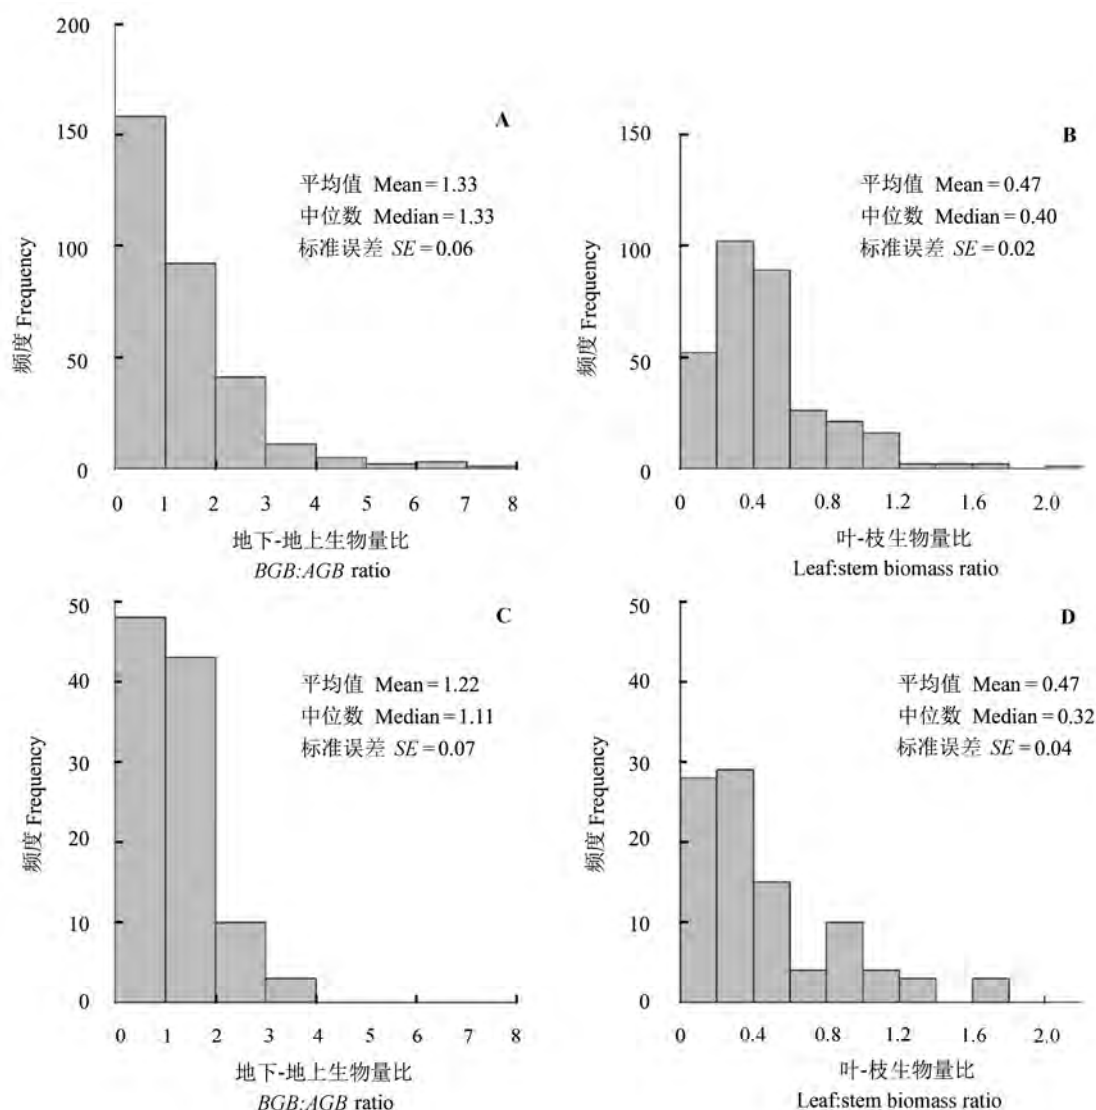 200
150
100
50
0
频度 Frequency
A
平均值 Mean = 1.33
中位数 Median = 1.33
标准误差 SE = 0.06
0 1 2 3 4 5 6 7 8
地下-地上生物量比
BGB:AGB ratio
150
100
50
0
频度 Frequency
B
平均值 Mean = 0.47
中位数 Median = 0.40
标准误差 SE = 0.02
0 0.4 0.8 1.2 1.6 2.0
叶-枝生物量比
Leaf:stem biomass ratio
50
40
30
20
10
0
频度 Frequency
C
平均值 Mean = 1.22
中位数 Median = 1.11
标准误差 SE = 0.07
0 1 2 3 4 5 6 7 8
地下-地上生物量比
BGB:AGB ratio
50
40
30
20
10
0
频度 Frequency
D
平均值 Mean = 0.47
中位数 Median = 0.32
标准误差 SE = 0.04
0 0.4 0.8 1.2 1.6 2.0
叶-枝生物量比
Leaf:stem biomass ratio